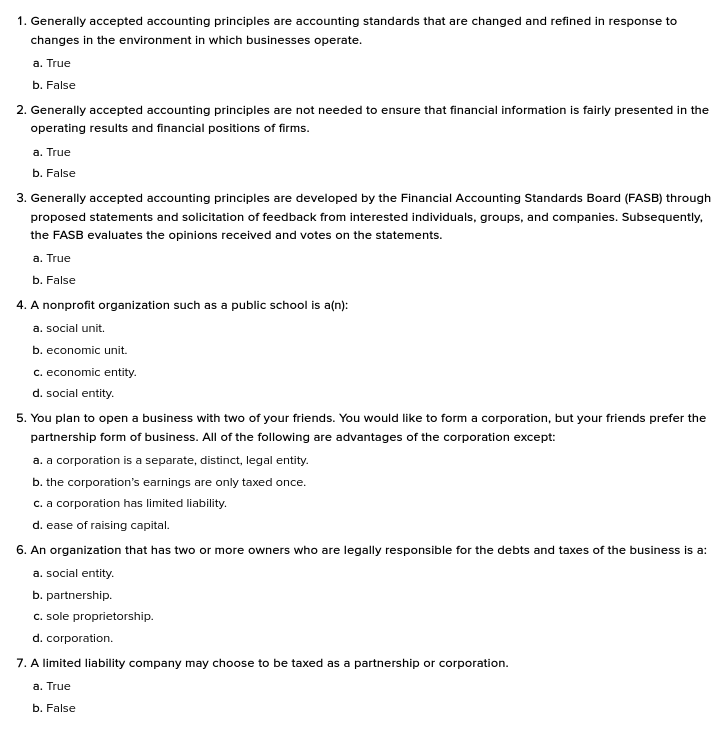 1. Generally accepted accounting principles are accounting standards that are changed and refined in response to
changes in the environment in which businesses operate.
a. True
b. False
2. Generally accepted accounting principles are not needed to ensure that financial information is fairly presented in the
operating results and financial positions of firms.
a. True
b. False
3. Generally accepted accounting principles are developed by the Financial Accounting Standards Board (FASB) through
proposed statements and solicitation of feedback from interested individuals, groups, and companies. Subsequently,
the FASB evaluates the opinions received and votes on the statements.
a. True
b. False
4. A nonprofit organization such as a public school is a(n):
a. social unit.
b. economic unit.
c. economic entity.
d. social entity.
5. You plan to open a business with two of your friends. You would like to form a corporation, but your friends prefer the
partnership form of business. All of the following are advantages of the corporation except:
a. a corporation is a separate, distinct, legal entity.
b. the corporation’s earnings are only taxed once.
c. a corporation has limited liability.
d. ease of raising capital.
6. An organization that has two or more owners who are legally responsible for the debts and taxes of the business is a:
a. social entity.
b. partnership.
c. sole proprietorship.
d. corporation.
7. A limited liability company may choose to be taxed as a partnership or corporation.
a. True
b. False